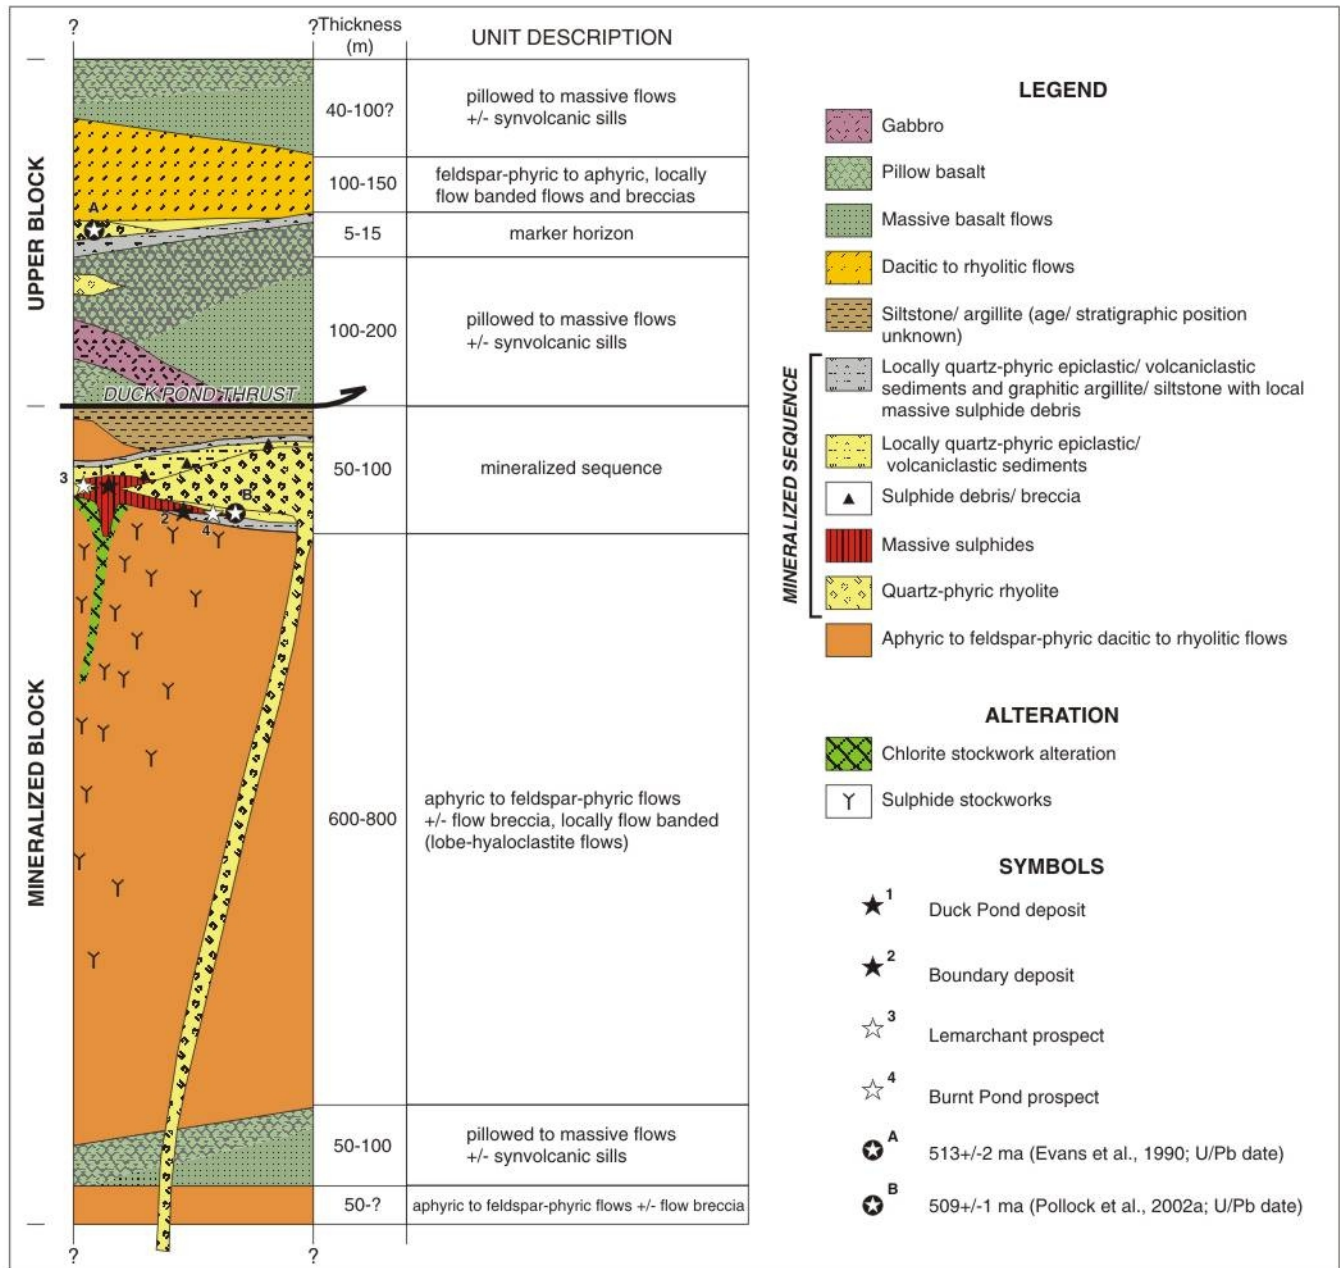 ?
?
Thickness
(m)
UNIT DESCRIPTION
UPPER BLOCK
40-100?
pillowed to massive flows
+/- synvolcanic sills
100-150
feldspar-phyric to aphyric, locally
flow banded flows and breccias
A
5-15
marker horizon
100-200
pillowed to massive flows
+/- synvolcanic sills
DUCK POND THRUST
MINERALIZED BLOCK
50-100
mineralized sequence
3
B
2
4
600-800
aphyric to feldspar-phyric flows
+/- flow breccia, locally flow banded
(lobe-hyaloclastite flows)
50-100
pillowed to massive flows
+/- synvolcanic sills
50-?
aphyric to feldspar-phyric flows +/- flow breccia
?
?
LEGEND
Gabbro
Pillow basalt
Massive basalt flows
Dacitic to rhyolitic flows
Siltstone/ argillite (age/ stratigraphic position
unknown)
MINERALIZED SEQUENCE
Locally quartz-phyric epiclastic/ volcaniclastic
sediments and graphitic argillite/ siltstone with local
massive sulphide debris
Locally quartz-phyric epiclastic/
volcaniclastic sediments
Sulphide debris/ breccia
Massive sulphides
Quartz-phyric rhyolite
Aphyric to feldspar-phyric dacitic to rhyolitic flows
ALTERATION
Chlorite stockwork alteration
Sulphide stockworks
SYMBOLS
1
Duck Pond deposit
2
Boundary deposit
3
Lemarchant prospect
4
Burnt Pond prospect
A
513+/-2 ma (Evans et al., 1990; U/Pb date)
B
509+/-1 ma (Pollock et al., 2002a; U/Pb date)